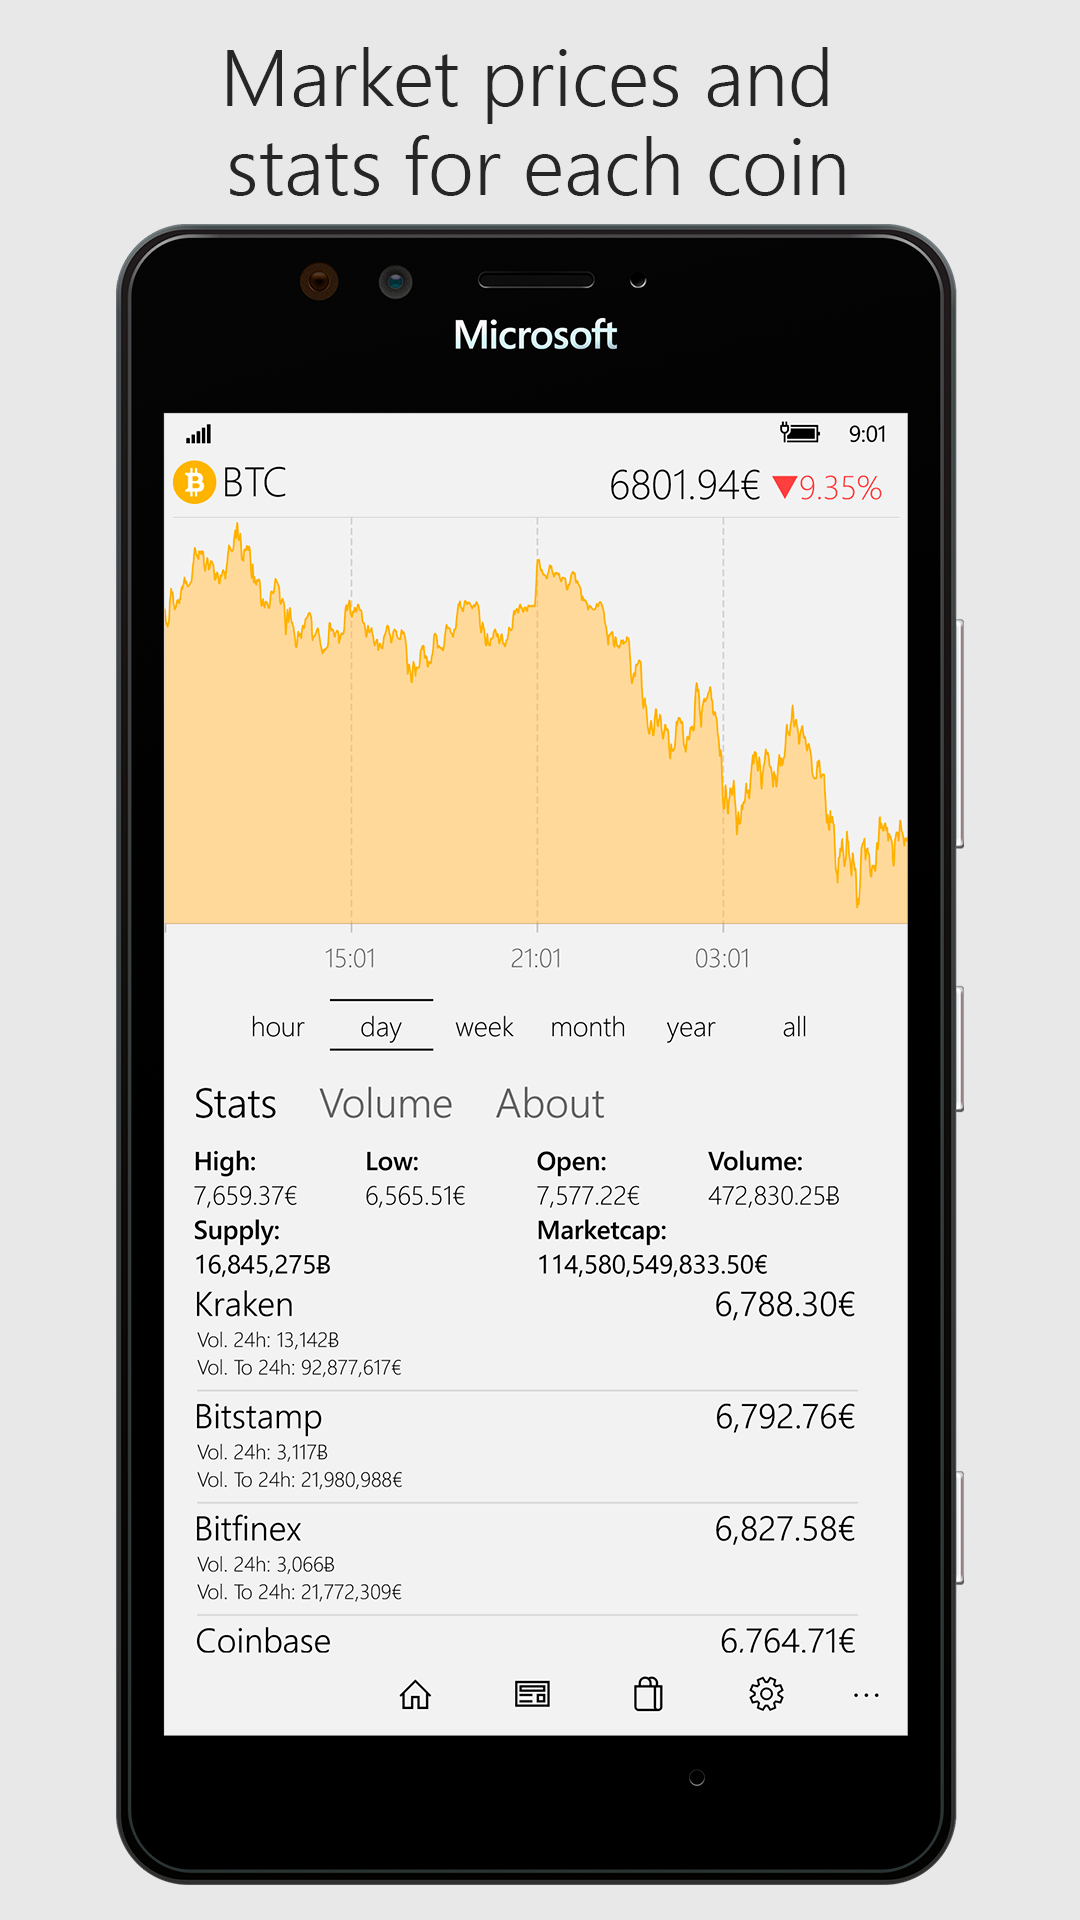 Market prices and
stats for each coin
Microsoft
9:01
BTC 6801.94€ ▼9.35%
15:01 21:01 03:01
hour day week month year all
Stats Volume About
High: Low: Open: Volume:
7,659.37€ 6,565.51€ 7,577.22€ 472,830.25Ƀ
Supply: Marketcap:
16,845,275Ƀ 114,580,549,833.50€
Kraken 6,788.30€
Vol. 24h: 13,142Ƀ
Vol. To 24h: 92,877,617€
Bitstamp 6,792.76€
Vol. 24h: 3,117Ƀ
Vol. To 24h: 21,980,988€
Bitfinex 6,827.58€
Vol. 24h: 3,066Ƀ
Vol. To 24h: 21,772,309€
Coinbase 6,764.71€